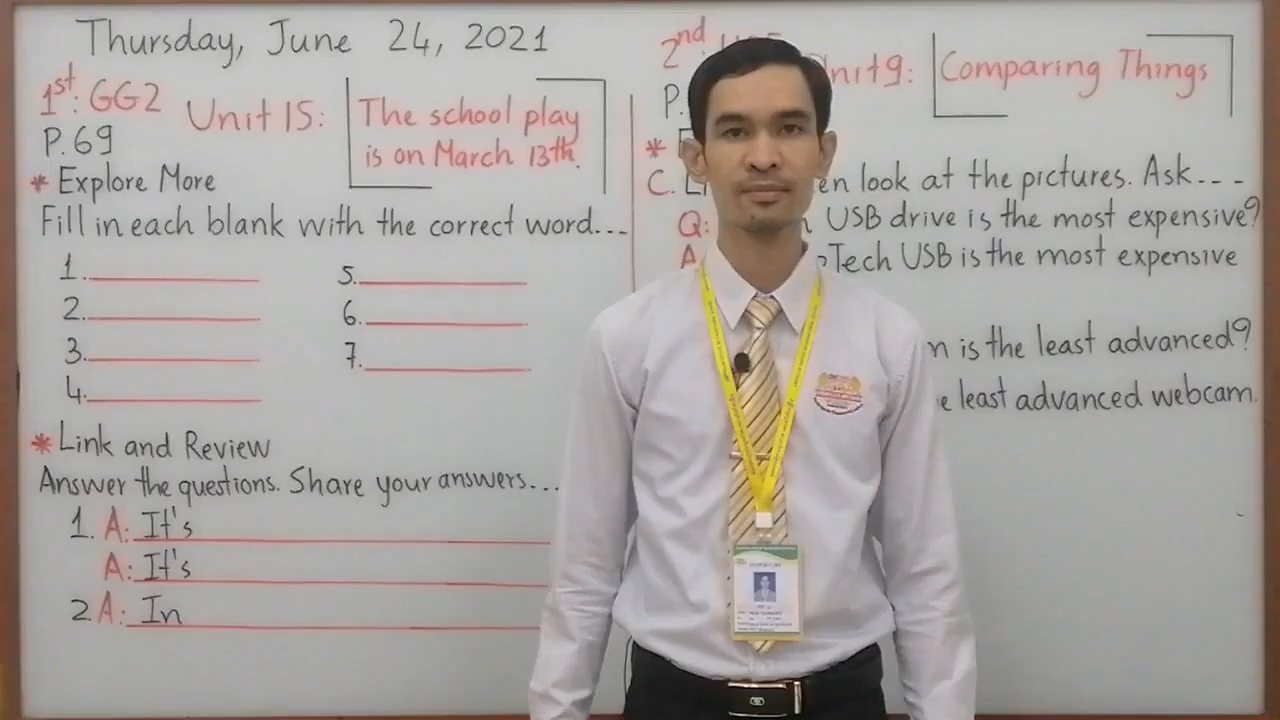 Thursday, June 24, 2021
1st: GG2
Unit 15:
The school play
is on March 13th.
P.69
* Explore More
Fill in each blank with the correct word...
1.
2.
3.
4.
5.
6.
7.
* Link and Review
Answer the questions. Share your answers...
1. A: It's
A: It's
2. A: In
2nd:
Unit 9:
Comparing Things
P.
*
C. look at the pictures. Ask---
Q: USB drive is the most expensive?
A Tech USB is the most expensive
is the least advanced?
least advanced webcam.